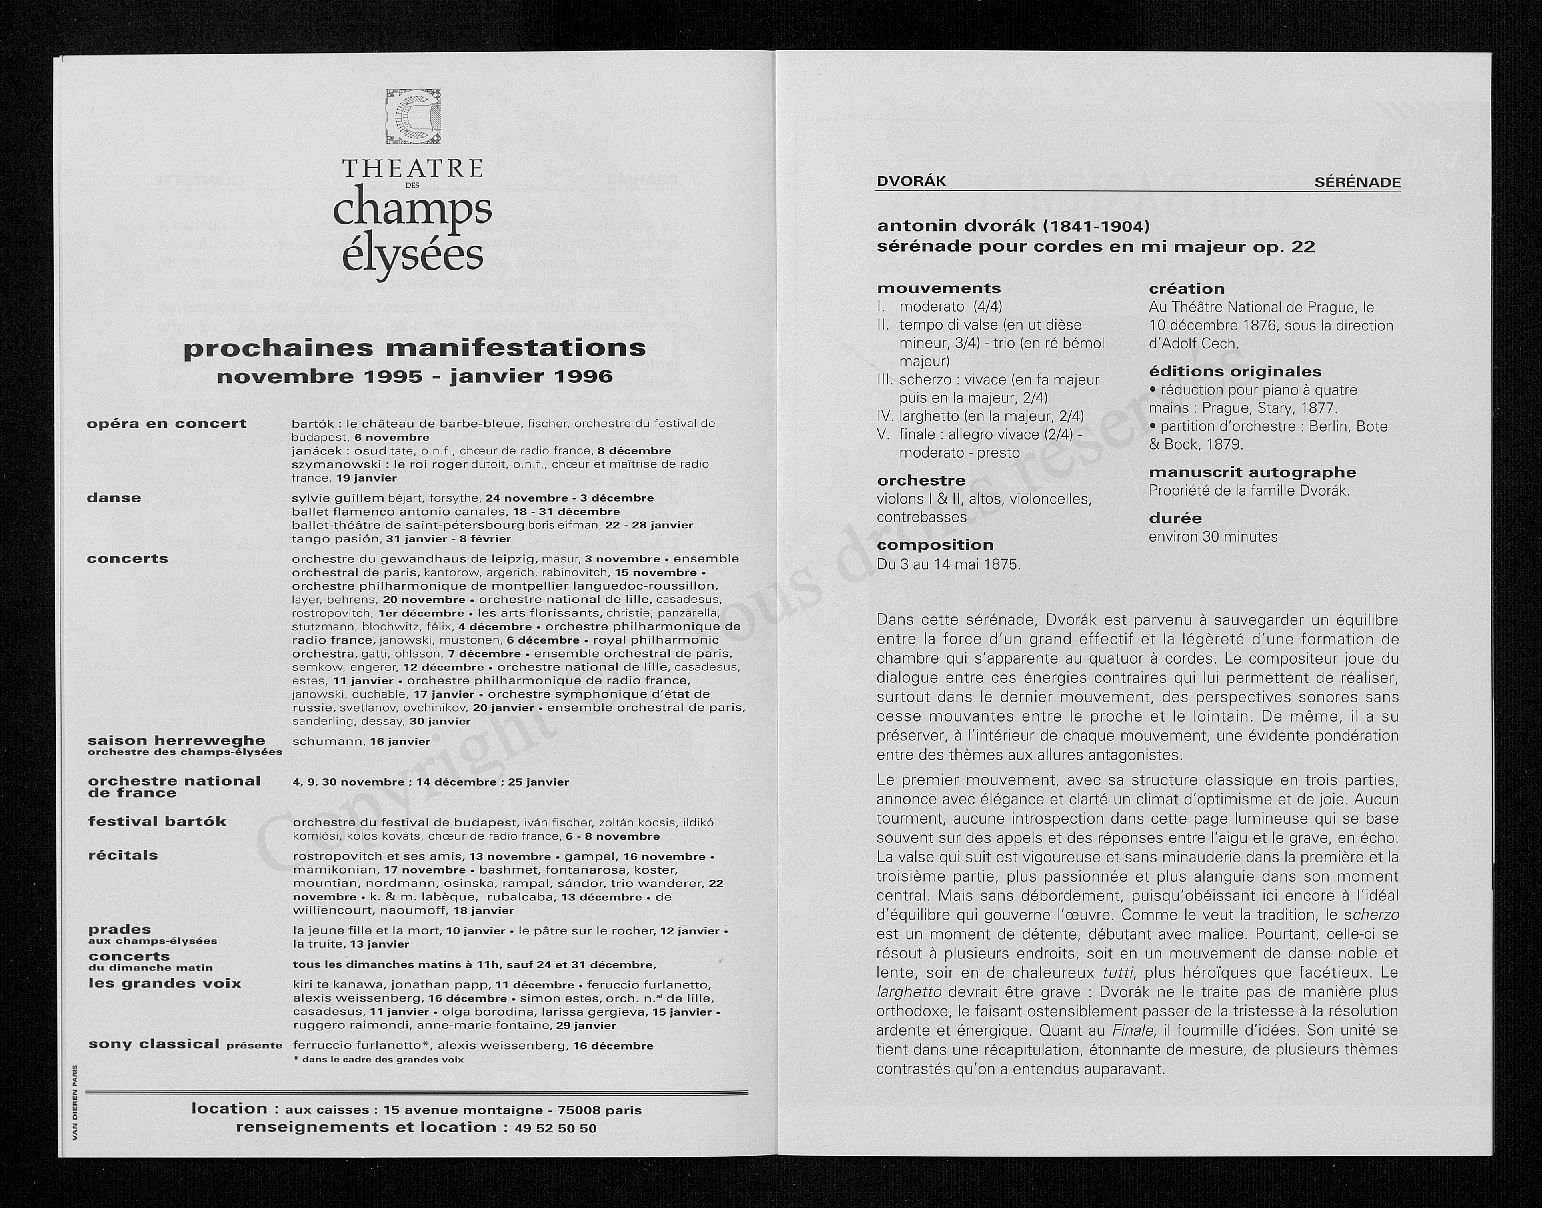 THEATRE
DES
champs
élysées
prochaines manifestations
novembre 1995 - janvier 1996
opéra en concert
bartók : le château de barbe-bleue, fischer, orchestre du festival de
budapest, 6 novembre
janácek : osud tate, o.n.f., chœur de radio france, 8 décembre
szymanowski : le roi roger dutoit, o.n.f., chœur et maîtrise de radio
france, 19 janvier
danse
sylvie guillem béjart, forsythe, 24 novembre - 3 décembre
ballet flamenco antonio canales, 18 - 31 décembre
ballet-théâtre de saint-pétersbourg boris eifman, 22 - 28 janvier
tango pasión, 31 janvier - 8 février
concerts
orchestre du gewandhaus de leipzig, masur, 3 novembre • ensemble
orchestral de paris, kantorow, argerich, rabinovitch, 15 novembre •
orchestre philharmonique de montpellier languedoc-roussillon,
layer, behrens, 20 novembre • orchestre national de lille, casadesus,
rostropovitch, 1er décembre • les arts florissants, christie, panzarella,
stutzmann, blochwitz, félix, 4 décembre • orchestre philharmonique de
radio france, janowski, mustonen, 6 décembre • royal philharmonic
orchestra, gatti, ohlsson, 7 décembre • ensemble orchestral de paris,
semkow, engerer, 12 décembre • orchestre national de lille, casadesus,
estes, 11 janvier • orchestre philharmonique de radio france,
janowski, duchable, 17 janvier • orchestre symphonique d'état de
russie, svetlanov, ovchinikov, 20 janvier • ensemble orchestral de paris,
sanderling, dessay, 30 janvier
saison herreweghe
orchestre des champs-élysées
schumann, 16 janvier
orchestre national
de france
4, 9, 30 novembre ; 14 décembre ; 25 janvier
festival bartók
orchestre du festival de budapest, iván fischer, zoltán kocsis, ildikó
komlósi, kolos kováts, chœur de radio france, 6 - 8 novembre
récitals
rostropovitch et ses amis, 13 novembre • gampel, 16 novembre •
mamikonian, 17 novembre • bashmet, fontanarosa, koster,
mountian, nordmann, osinska, rampal, sándor, trio wanderer, 22
novembre • k. & m. labèque, rubalcaba, 13 décembre • de
williencourt, naoumoff, 18 janvier
prades
aux champs-élysées
la jeune fille et la mort, 10 janvier • le pâtre sur le rocher, 12 janvier •
la truite, 13 janvier
concerts
du dimanche matin
tous les dimanches matins à 11h, sauf 24 et 31 décembre,
les grandes voix
kiri te kanawa, jonathan papp, 11 décembre • feruccio furlanetto,
alexis weissenberg, 16 décembre • simon estes, orch. n.al de lille,
casadesus, 11 janvier • olga borodina, larissa gergieva, 15 janvier •
ruggero raimondi, anne-marie fontaine, 29 janvier
sony classical présente
ferruccio furlanetto*, alexis weissenberg, 16 décembre
* dans le cadre des grandes voix
VAN DIEREN PARIS
location : aux caisses : 15 avenue montaigne - 75008 paris
renseignements et location : 49 52 50 50
DVORÁK SÉRÉNADE
antonin dvorák (1841-1904)
sérénade pour cordes en mi majeur op. 22
mouvements
I. moderato (4/4)
II. tempo di valse (en ut dièse
mineur, 3/4) - trio (en ré bémol
majeur)
III. scherzo : vivace (en fa majeur
puis en la majeur, 2/4)
IV. larghetto (en la majeur, 2/4)
V. finale : allegro vivace (2/4) -
moderato - presto
orchestre
violons I & II, altos, violoncelles,
contrebasses
composition
Du 3 au 14 mai 1875.
création
Au Théâtre National de Prague, le
10 décembre 1876, sous la direction
d'Adolf Cech.
éditions originales
• réduction pour piano à quatre
mains : Prague, Stary, 1877.
• partition d'orchestre : Berlin, Bote
& Bock, 1879.
manuscrit autographe
Propriété de la famille Dvorák.
durée
environ 30 minutes
Dans cette sérénade, Dvorák est parvenu à sauvegarder un équilibre
entre la force d'un grand effectif et la légèreté d'une formation de
chambre qui s'apparente au quatuor à cordes. Le compositeur joue du
dialogue entre ces énergies contraires qui lui permettent de réaliser,
surtout dans le dernier mouvement, des perspectives sonores sans
cesse mouvantes entre le proche et le lointain. De même, il a su
préserver, à l'intérieur de chaque mouvement, une évidente pondération
entre des thèmes aux allures antagonistes.
Le premier mouvement, avec sa structure classique en trois parties,
annonce avec élégance et clarté un climat d'optimisme et de joie. Aucun
tourment, aucune introspection dans cette page lumineuse qui se base
souvent sur des appels et des réponses entre l'aigu et le grave, en écho.
La valse qui suit est vigoureuse et sans minauderie dans la première et la
troisième partie, plus passionnée et plus alanguie dans son moment
central. Mais sans débordement, puisqu'obéissant ici encore à l'idéal
d'équilibre qui gouverne l'œuvre. Comme le veut la tradition, le scherzo
est un moment de détente, débutant avec malice. Pourtant, celle-ci se
résout à plusieurs endroits, soit en un mouvement de danse noble et
lente, soir en de chaleureux tutti, plus héroïques que facétieux. Le
larghetto devrait être grave : Dvorák ne le traite pas de manière plus
orthodoxe, le faisant ostensiblement passer de la tristesse à la résolution
ardente et énergique. Quant au Finale, il fourmille d'idées. Son unité se
tient dans une récapitulation, étonnante de mesure, de plusieurs thèmes
contrastés qu'on a entendus auparavant.
Copyright tous droits réservés